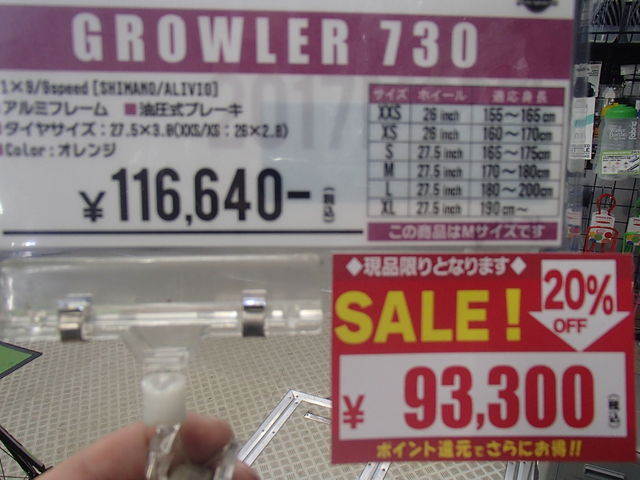 GROWLER 730
1×9/9speed [SHIMANO/ALIVIO]
アルミフレーム ■油圧式ブレーキ
タイヤサイズ：27.5×3.0(XXS/XS：26×2.8)
Color：オレンジ
¥116,640-(税込)
サイズ ホイール 適応身長
XXS 26 inch 155～165 cm
XS 26 inch 160～170cm
S 27.5 inch 165～175cm
M 27.5 inch 170～180cm
L 27.5 inch 180～200cm
XL 27.5 inch 190 cm～
この商品はMサイズです
◆現品限りとなります◆
SALE!
20%
OFF
¥93,300(税込)
ポイント還元でさらにお得!!